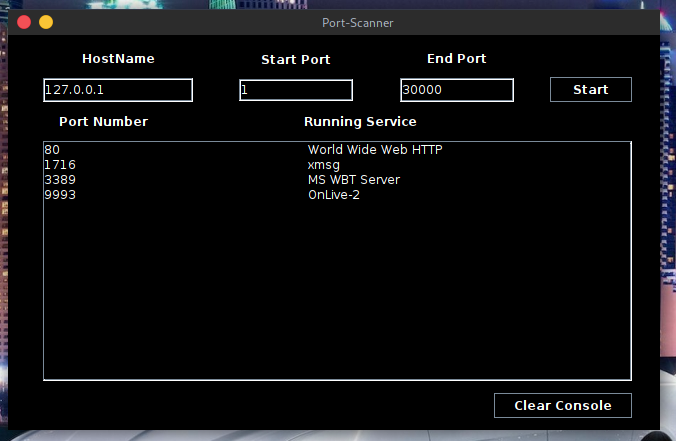 Port-Scanner
HostName Start Port End Port
127.0.0.1 1 30000 Start
Port Number Running Service
80 World Wide Web HTTP
1716 xmsg
3389 MS WBT Server
9993 OnLive-2
Clear Console